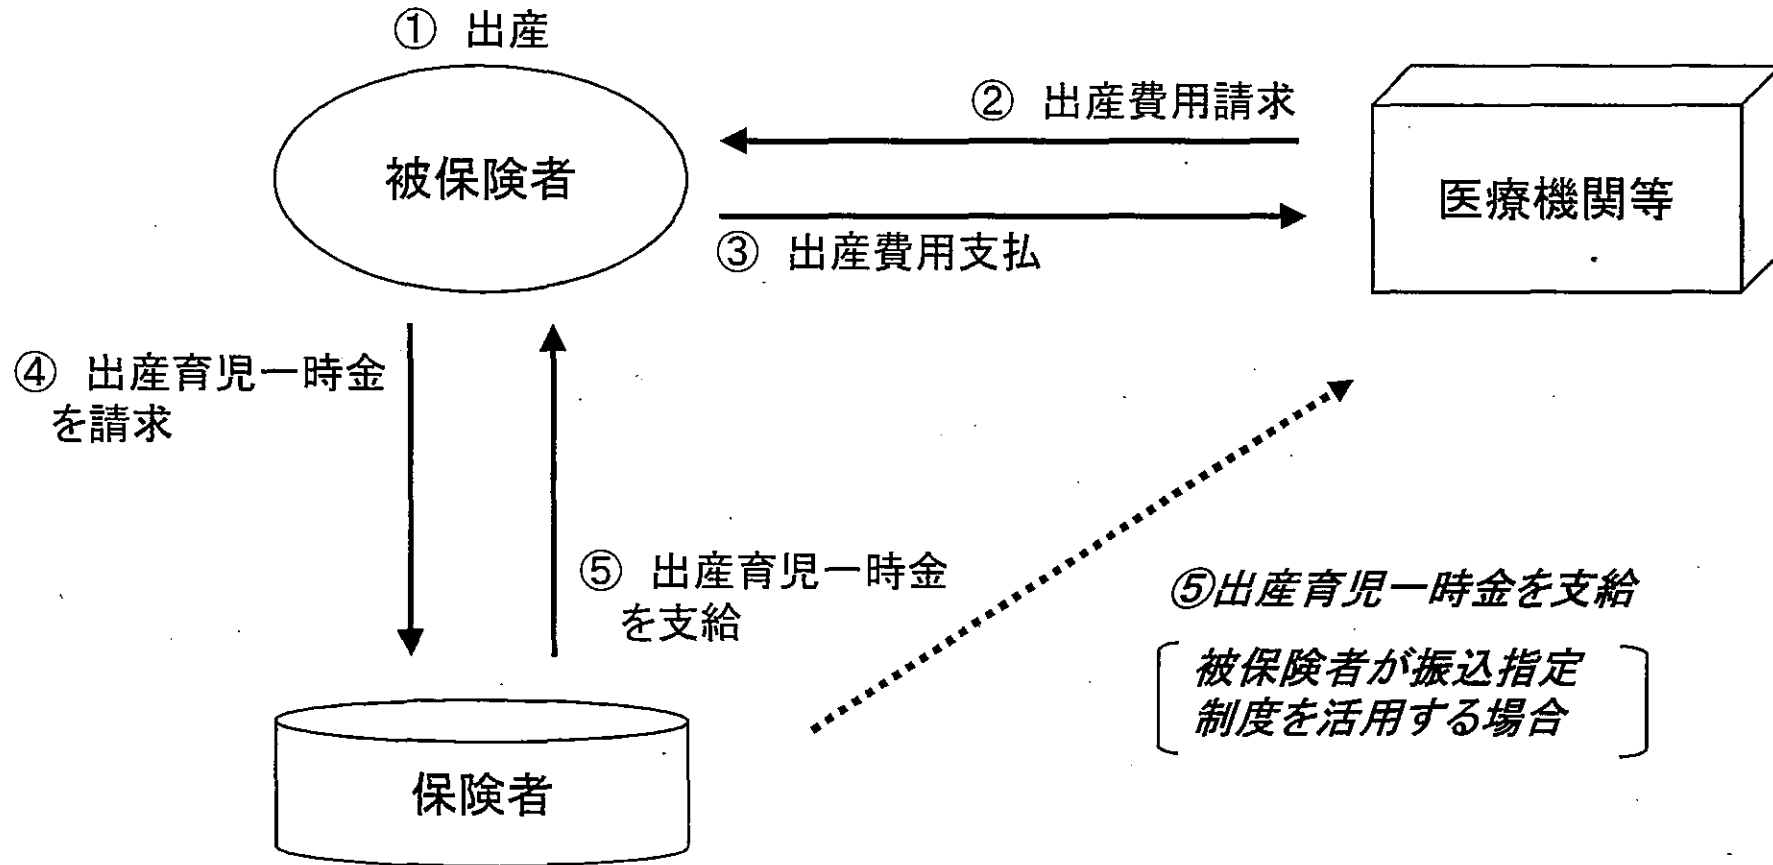 ① 出産
被保険者
② 出産費用請求
医療機関等
③ 出産費用支払
④ 出産育児一時金
を請求
⑤ 出産育児一時金
を支給
⑤出産育児一時金を支給
被保険者が振込指定
制度を活用する場合
保険者